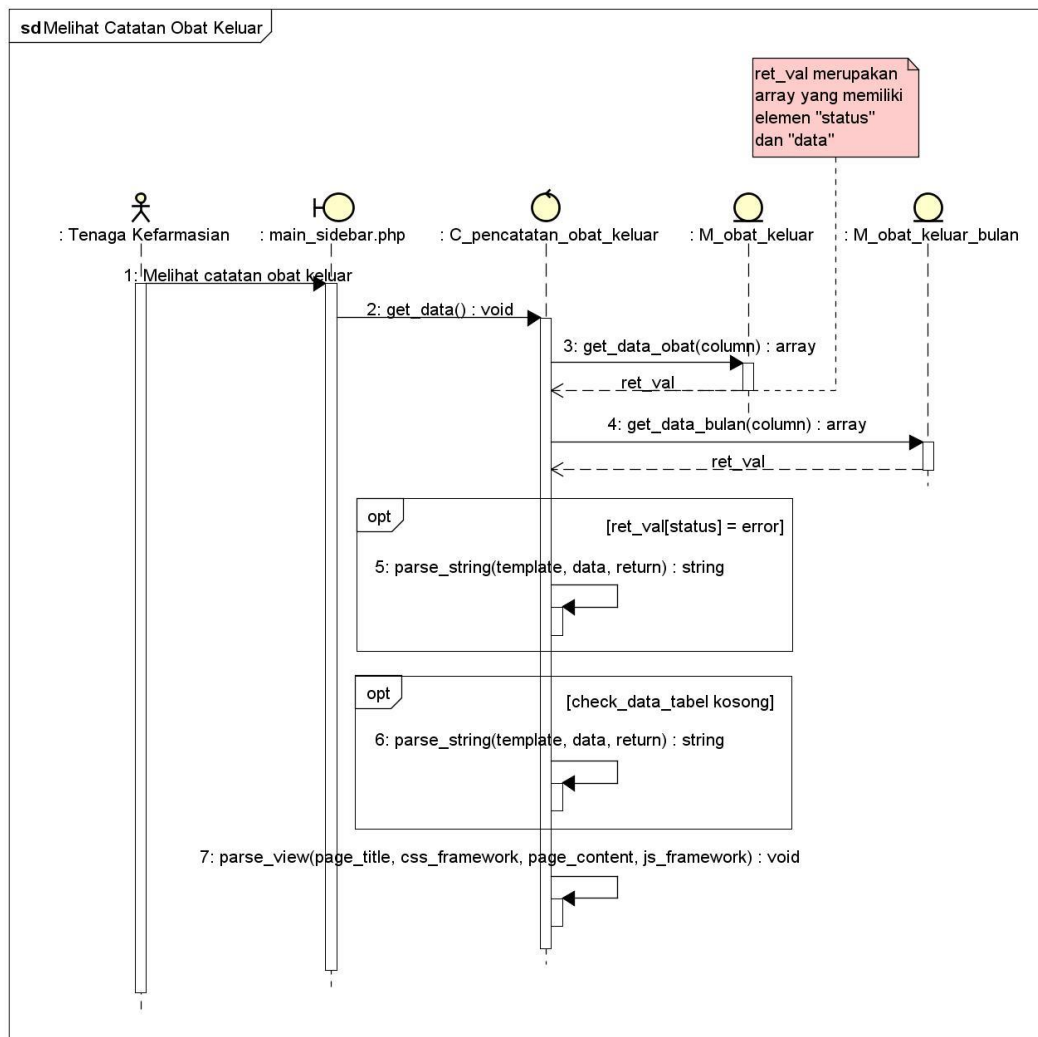 sd Melihat Catatan Obat Keluar
ret_val merupakan
array yang memiliki
elemen "status"
dan "data"
: Tenaga Kefarmasian
: main_sidebar.php
: C_pencatatan_obat_keluar
: M_obat_keluar
: M_obat_keluar_bulan
1: Melihat catatan obat keluar
2: get_data() : void
3: get_data_obat(column) : array
ret_val
4: get_data_bulan(column) : array
ret_val
opt
[ret_val[status] = error]
5: parse_string(template, data, return) : string
opt
[check_data_tabel kosong]
6: parse_string(template, data, return) : string
7: parse_view(page_title, css_framework, page_content, js_framework) : void